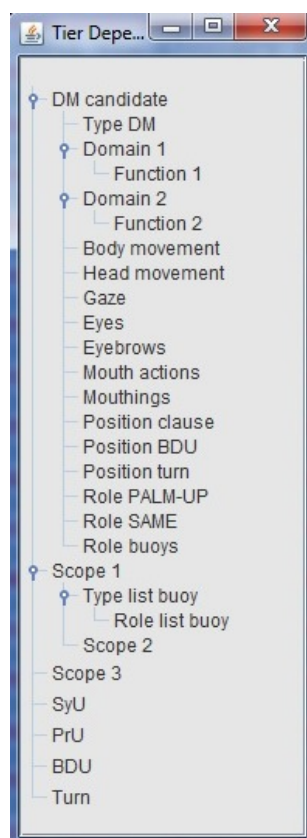 Tier Depe...
DM candidate
Type DM
Domain 1
Function 1
Domain 2
Function 2
Body movement
Head movement
Gaze
Eyes
Eyebrows
Mouth actions
Mouthings
Position clause
Position BDU
Position turn
Role PALM-UP
Role SAME
Role buoys
Scope 1
Type list buoy
Role list buoy
Scope 2
Scope 3
SyU
PrU
BDU
Turn